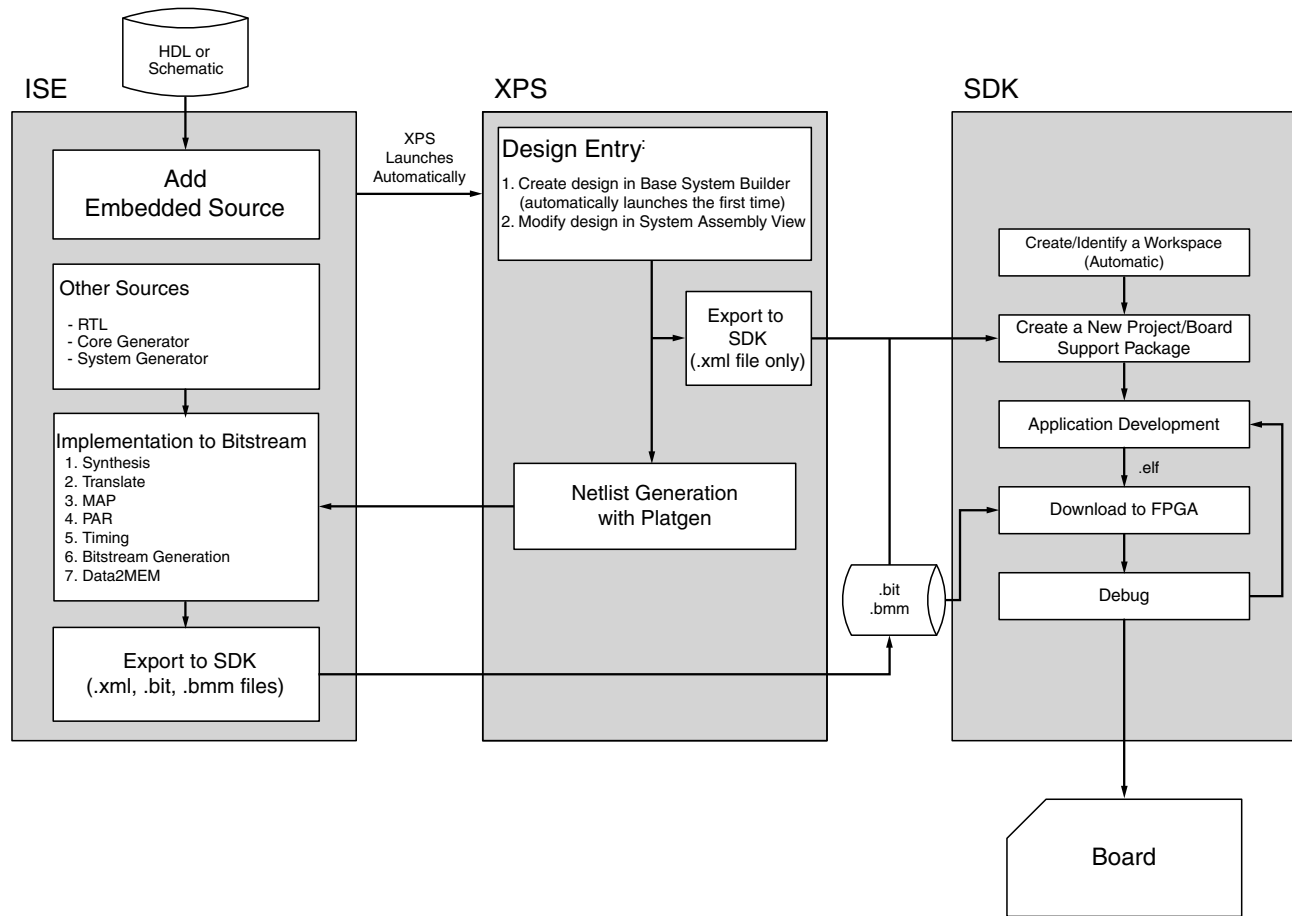 HDL or
Schematic
ISE
Add
Embedded Source
Other Sources
- RTL
- Core Generator
- System Generator
Implementation to Bitstream
1. Synthesis
2. Translate
3. MAP
4. PAR
5. Timing
6. Bitstream Generation
7. Data2MEM
Export to SDK
(.xml, .bit, .bmm files)
XPS
Launches
Automatically
XPS
Design Entry:
1. Create design in Base System Builder
(automatically launches the first time)
2. Modify design in System Assembly View
Export to
SDK
(.xml file only)
Netlist Generation
with Platgen
.bit
.bmm
SDK
Create/Identify a Workspace
(Automatic)
Create a New Project/Board
Support Package
Application Development
.elf
Download to FPGA
Debug
Board